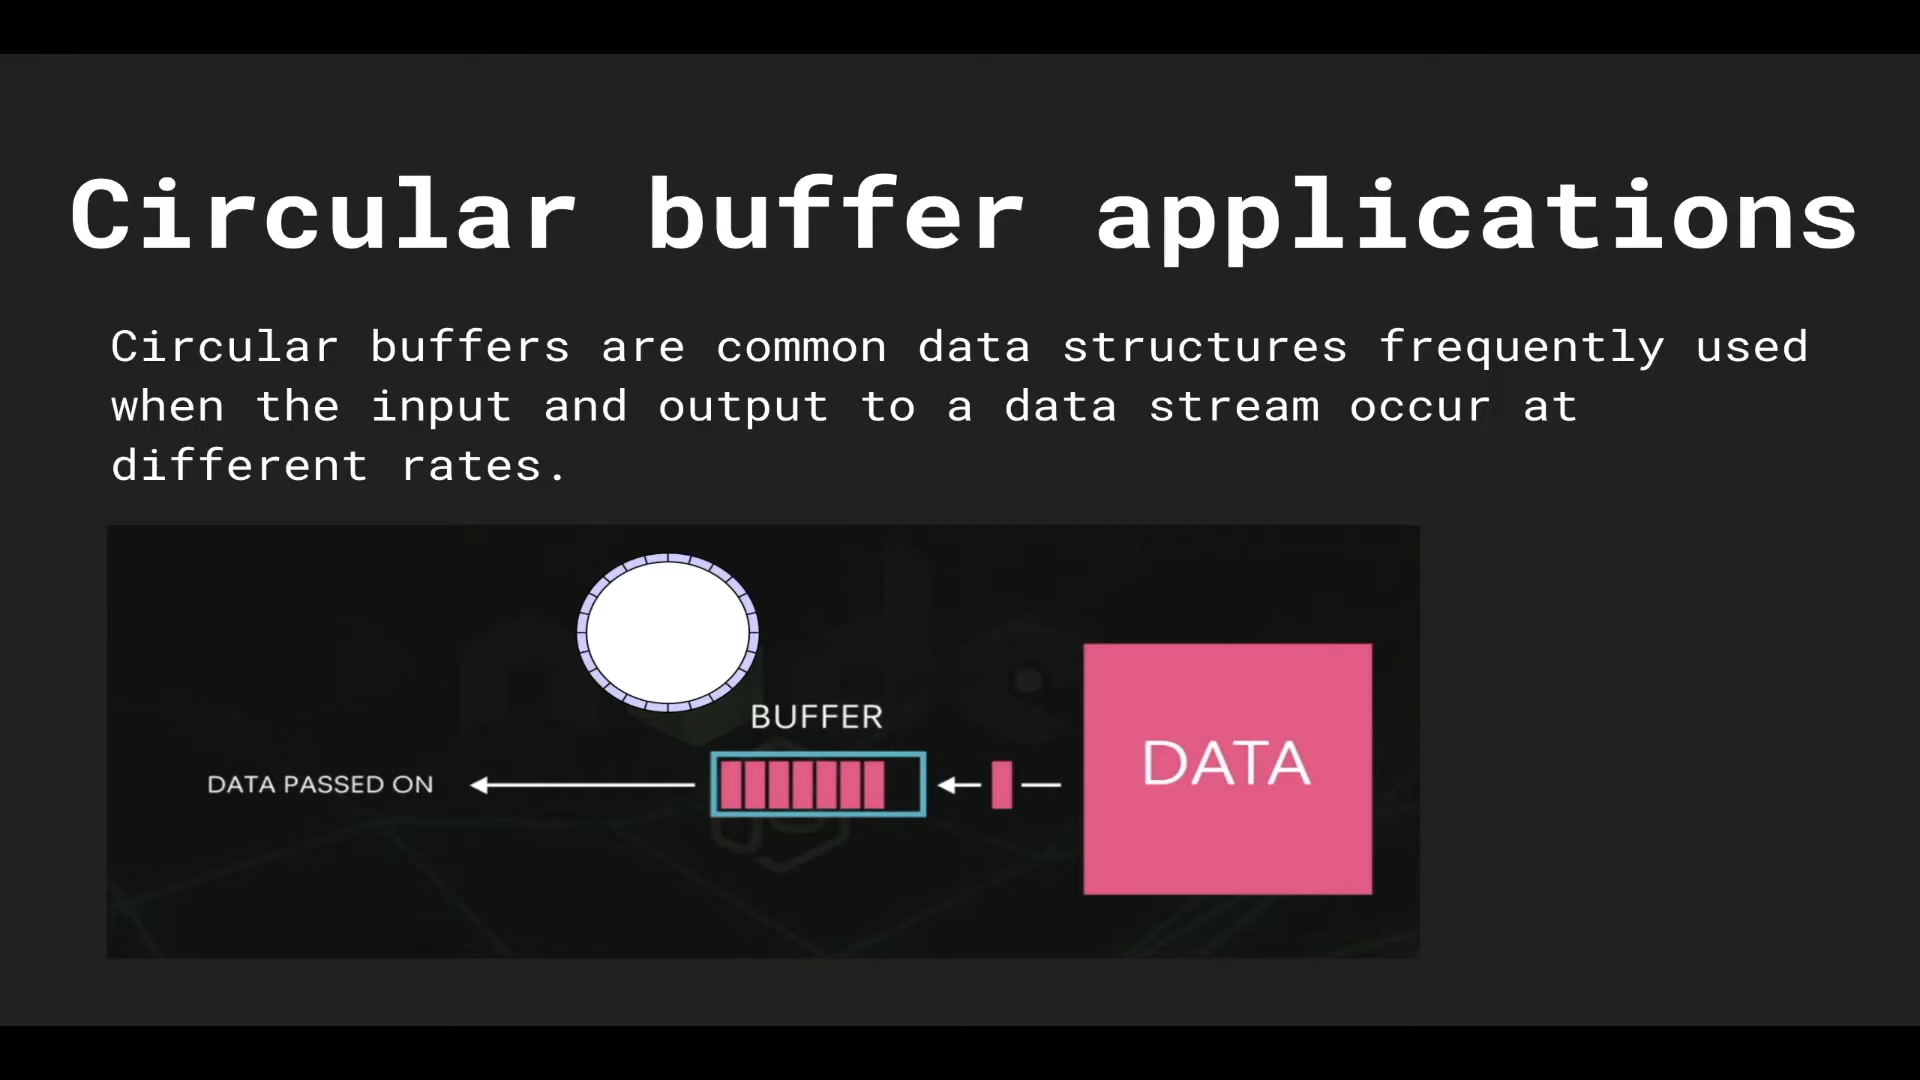 Circular buffer applications
Circular buffers are common data structures frequently used
when the input and output to a data stream occur at
different rates.
BUFFER
DATA PASSED ON
DATA